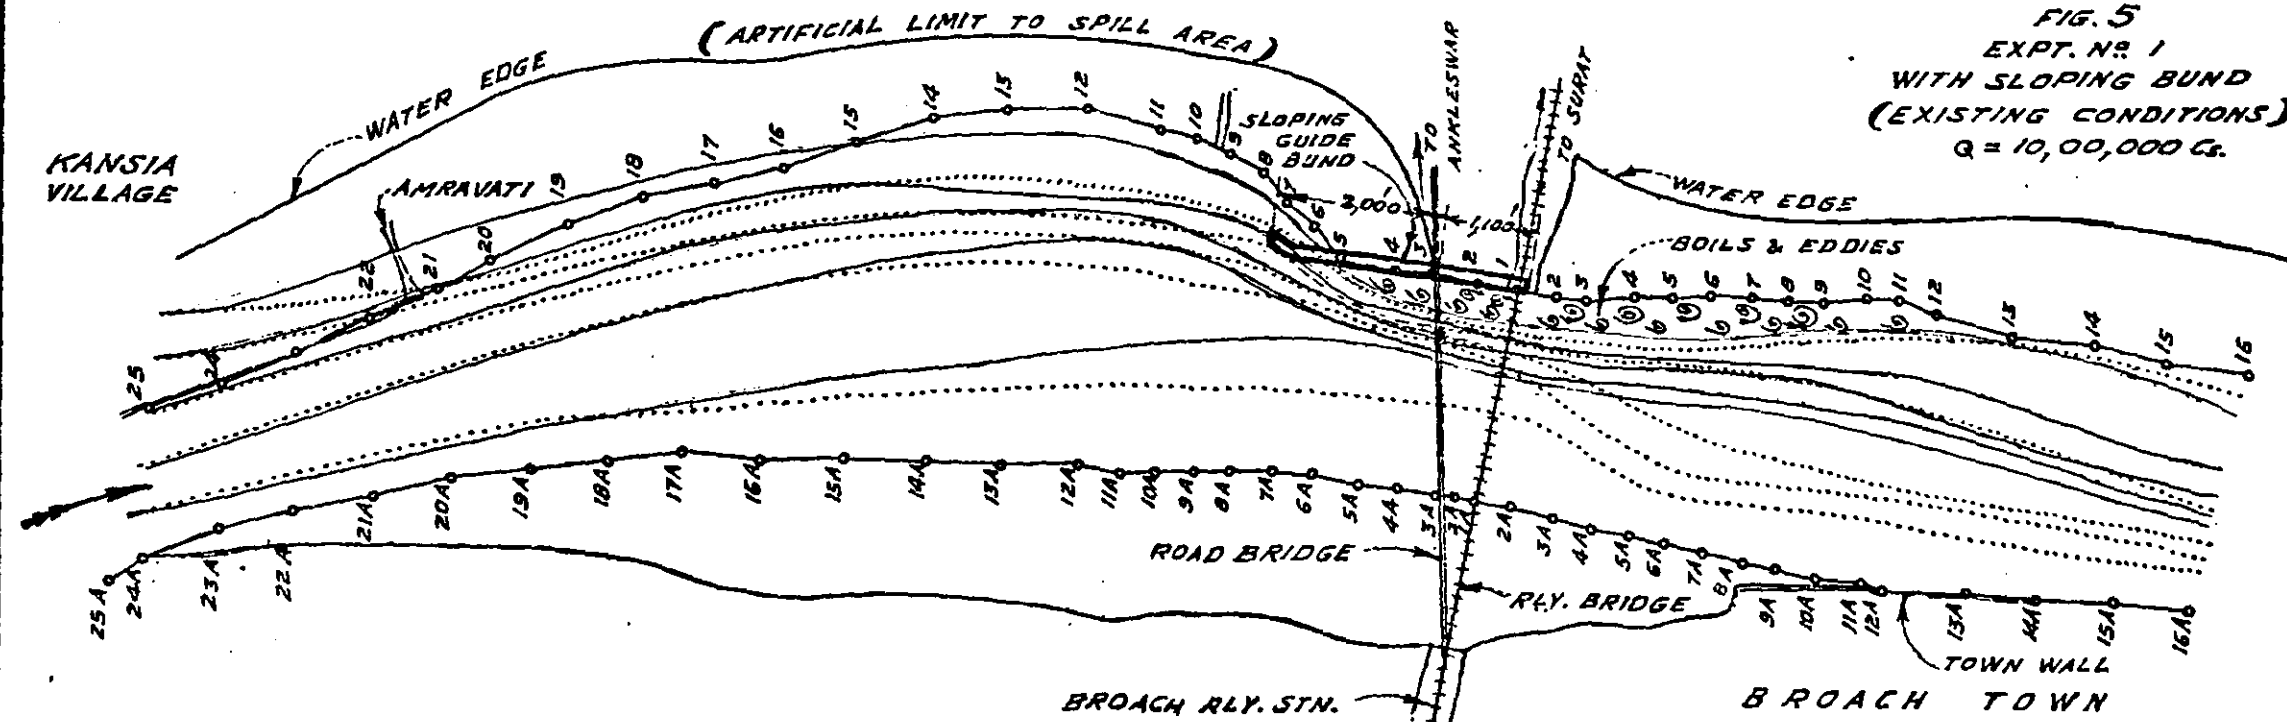 FIG. 5
EXPT. Nº 1
WITH SLOPING BUND
(EXISTING CONDITIONS)
Q = 10,00,000 Cs.
(ARTIFICIAL LIMIT TO SPILL AREA)
WATER EDGE
KANSIA
VILLAGE
AMRAVATI
SLOPING
GUIDE
BUND
TO
ANKLESWAR
TO SURAT
2,000'
1,100'
WATER EDGE
BOILS & EDDIES
25 24 22 21 20 19 18 17 16 15 14 13 12 11 10 9 8 7 6 5 4 3 2 1
2 3 4 5 6 7 8 9 10 11 12 13 14 15 16
25A 24A 23A 22A 21A 20A 19A 18A 17A 16A 15A 14A 13A 12A 11A 10A 9A 8A 7A 6A 5A 4A 3A
2A 3A 4A 5A 6A 7A 8A 9A 10A 11A 12A 13A 14A 15A 16A
ROAD BRIDGE
RLY. BRIDGE
TOWN WALL
BROACH RLY. STN.
BROACH TOWN